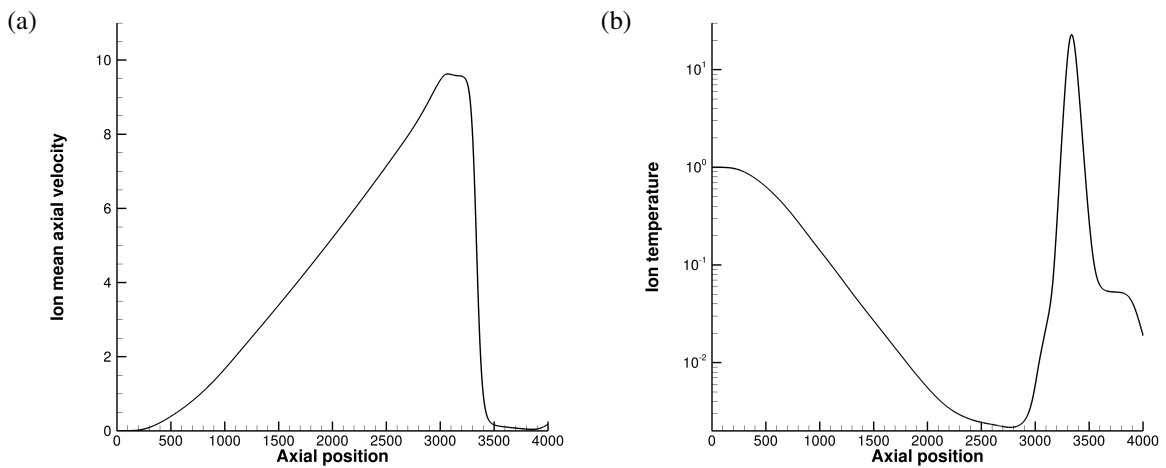 (a)
Ion mean axial velocity
10
8
6
4
2
0
0 500 1000 1500 2000 2500 3000 3500 4000
Axial position
(b)
Ion temperature
10¹
10⁰
10⁻¹
10⁻²
0 500 1000 1500 2000 2500 3000 3500 4000
Axial position